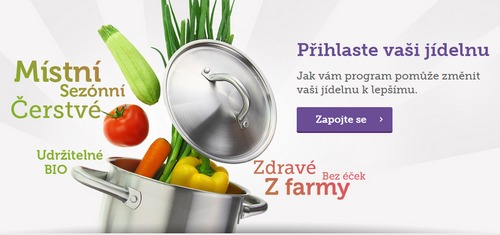 Místní
Sezónní
Čerstvé
Udržitelné
BIO
Zdravé
Bez éček
Z farmy
Přihlaste vaši jídelnu
Jak vám program pomůže změnit
vaši jídelnu k lepšímu.
Zapojte se